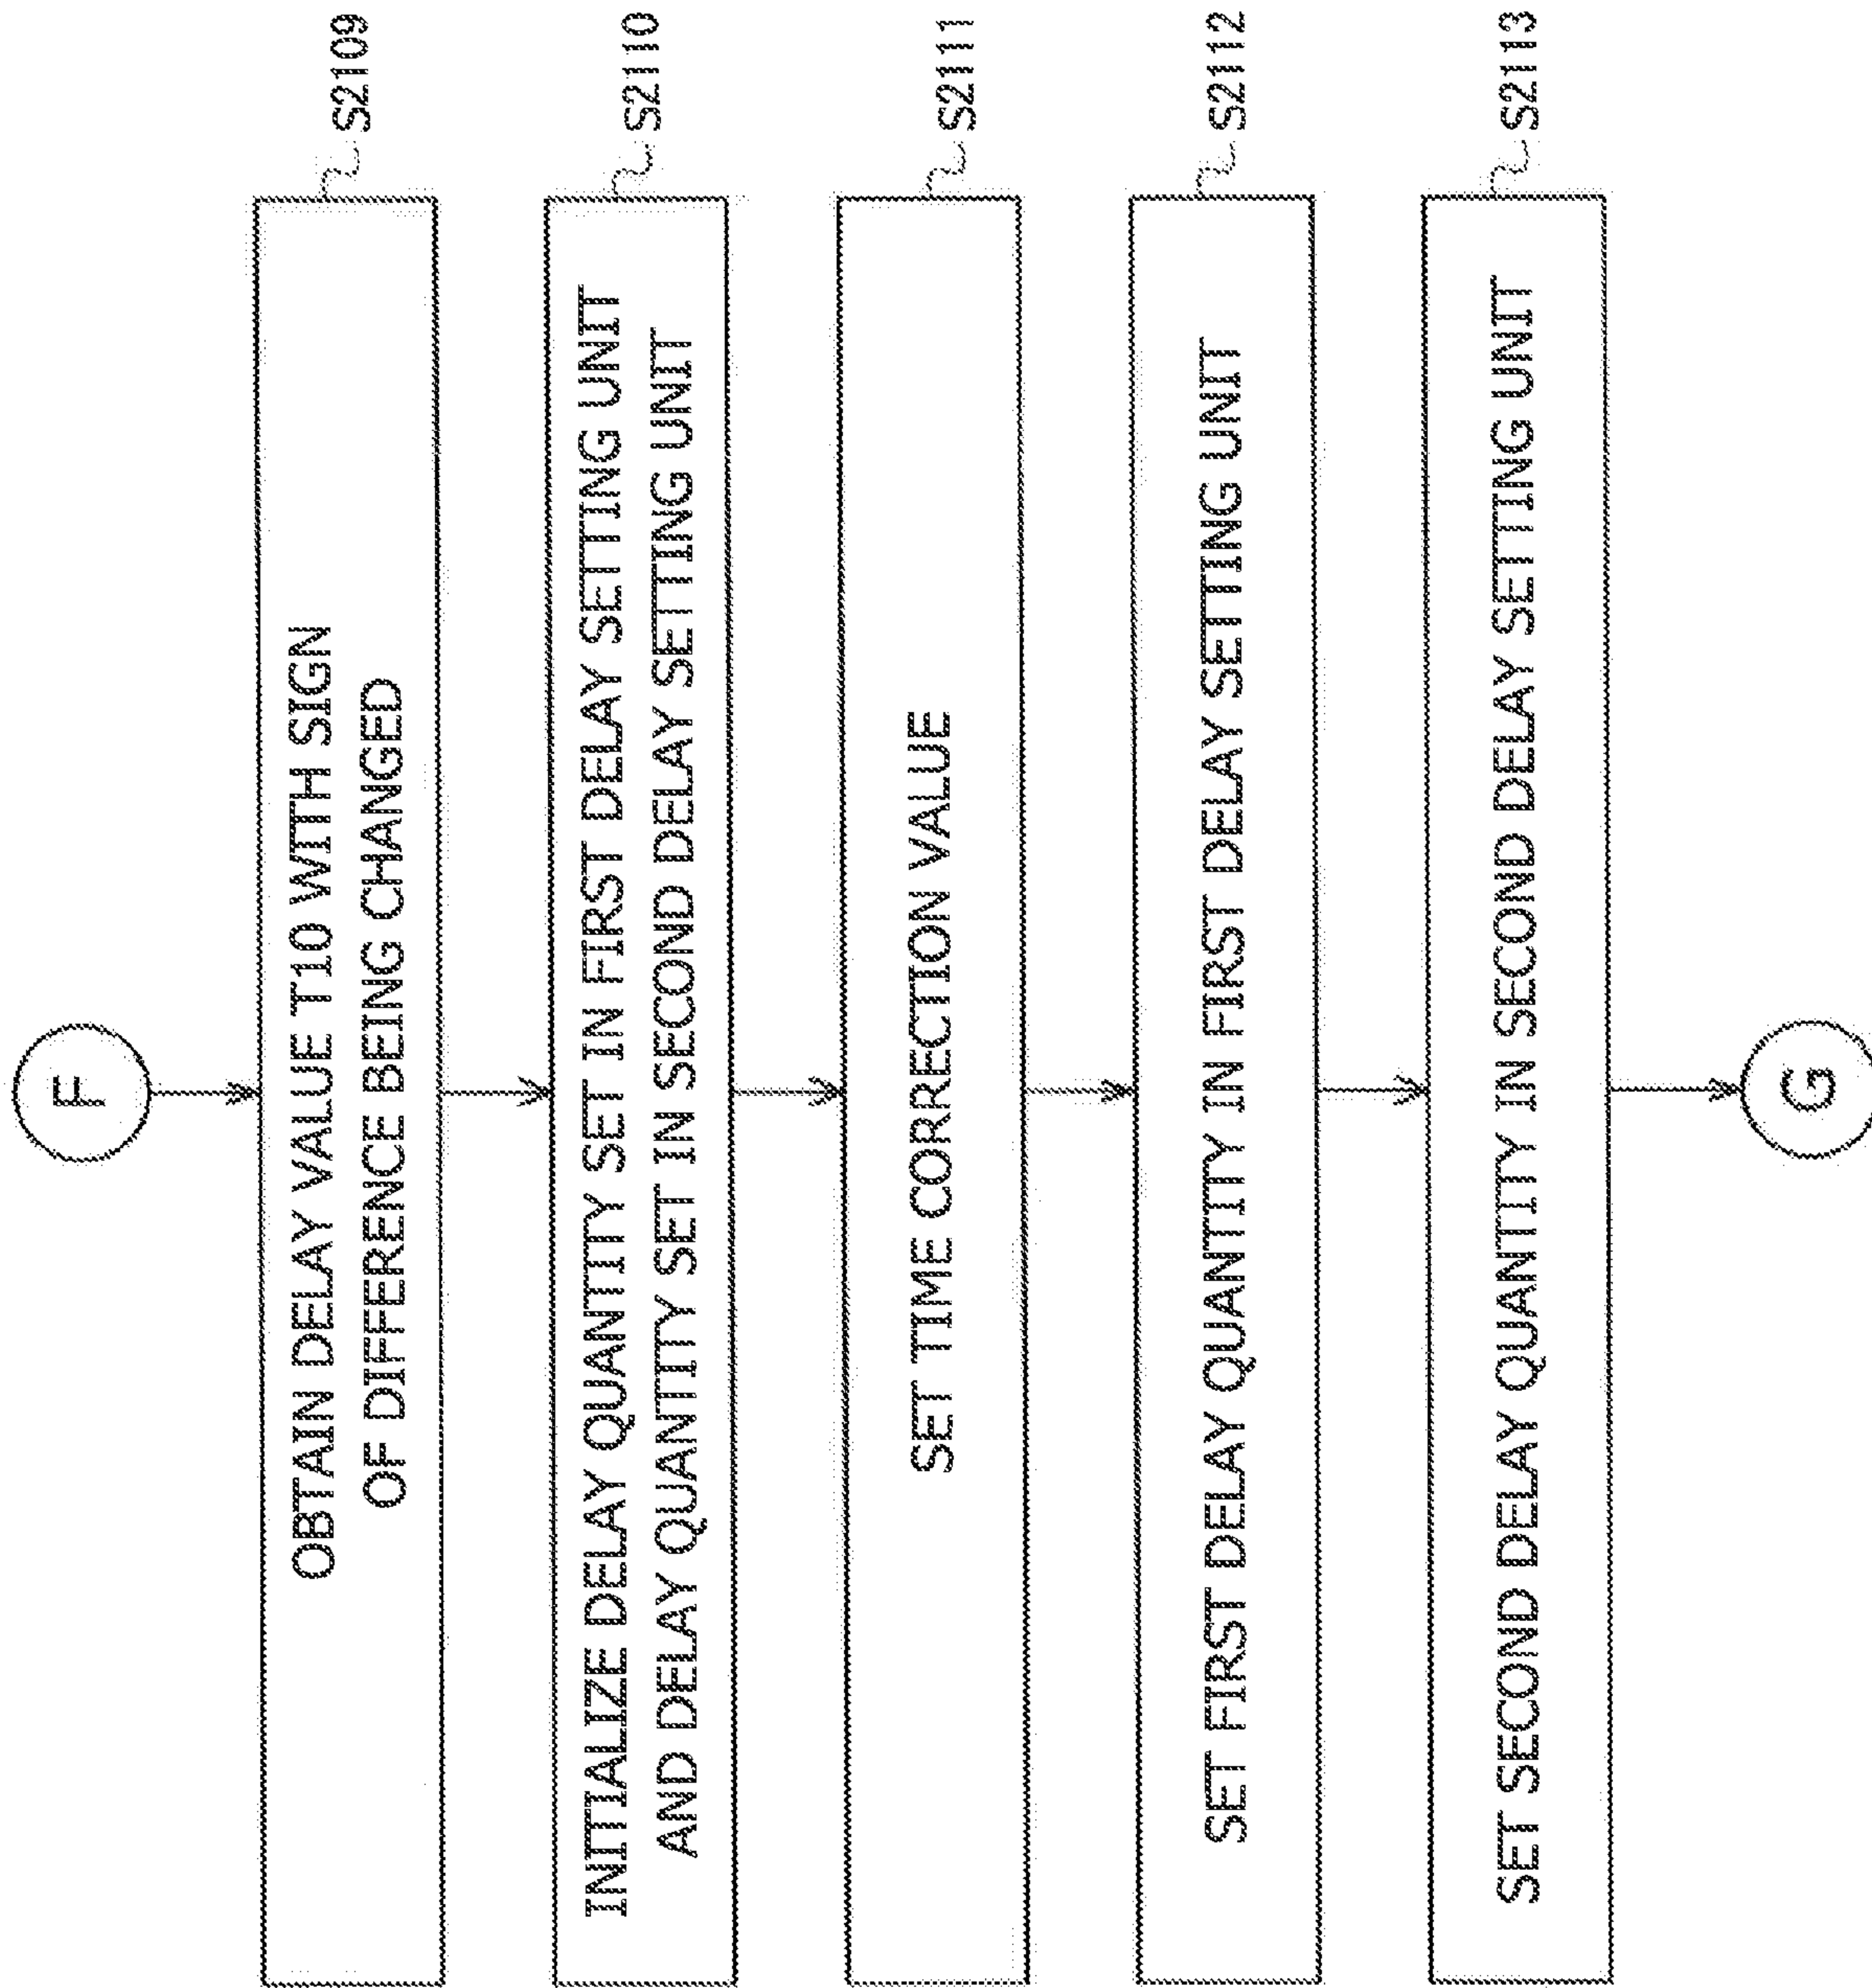 F
OBTAIN DELAY VALUE T10 WITH SIGN
OF DIFFERENCE BEING CHANGED
S2109
INITIALIZE DELAY QUANTITY SET IN FIRST DELAY SETTING UNIT
AND DELAY QUANTITY SET IN SECOND DELAY SETTING UNIT
S2110
SET TIME CORRECTION VALUE
S2111
SET FIRST DELAY QUANTITY IN FIRST DELAY SETTING UNIT
S2112
SET SECOND DELAY QUANTITY IN SECOND DELAY SETTING UNIT
S2113
G